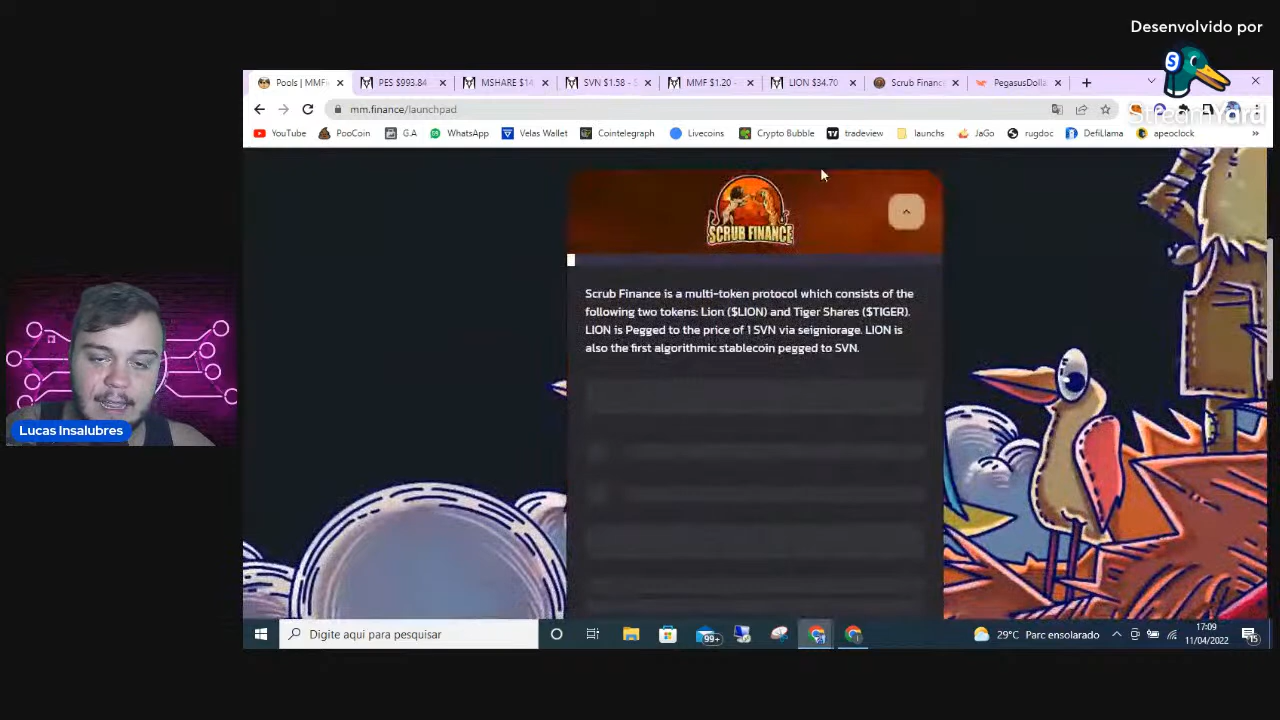 Desenvolvido por
StreamYard
Pools | MMFi
PES $993.84
MSHARE $14
SVN $1.58 - S
MMF $1.20 -
LION $34.70
Scrub Financ
PegasusDolla
mm.finance/launchpad
YouTube
PooCoin
G.A
WhatsApp
Velas Wallet
Cointelegraph
Livecoins
Crypto Bubble
tradeview
launchs
JaGo
rugdoc
DefiLlama
apeoclock
SCRUB FINANCE
Scrub Finance is a multi-token protocol which consists of the
following two tokens: Lion ($LION) and Tiger Shares ($TIGER).
LION is Pegged to the price of 1 SVN via seigniorage. LION is
also the first algorithmic stablecoin pegged to SVN.
Lucas Insalubres
Digite aqui para pesquisar
99+
29°C Parc ensolarado
17:09
11/04/2022
15